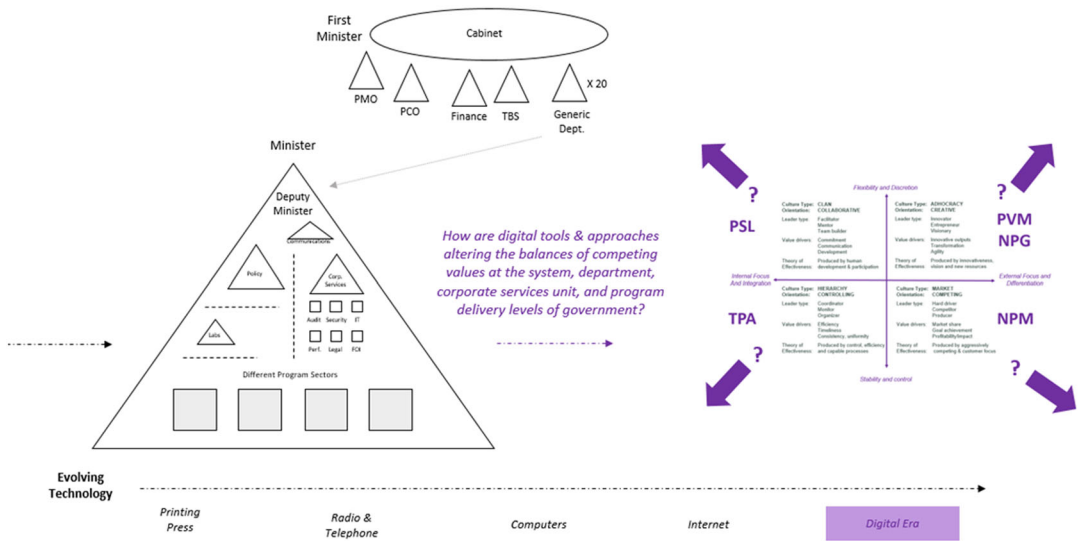 First
Minister
Cabinet
X 20
PMO
PCO
Finance
TBS
Generic
Dept.
Minister
Deputy
Minister
Communications
Policy
Corp.
Services
Labs
Audit Security IT
Perf. Legal
Different Program Sectors
How are digital tools & approaches
altering the balances of competing
values at the system, department,
corporate services unit, and program
delivery levels of government?
?
?
PSL
PVM
NPG
TPA
NPM
?
?
Flexibility and Discretion
Culture Type: CLAN
Orientation: COLLABORATIVE
Leader type: Facilitator
Mentor
Team builder
Value drivers: Commitment
Communication
Development
Theory of Produced by human
Effectiveness: development & participation
Culture Type: ADHOCRACY
Orientation: CREATIVE
Leader type: Innovator
Entrepreneur
Visionary
Value drivers: Innovative outputs
Transformation
Agility
Theory of Produced by innovativeness,
Effectiveness: vision and new resources
Internal Focus
And Integration
External Focus and
Differentiation
Culture Type: HIERARCHY
Orientation: CONTROLLING
Leader type: Coordinator
Monitor
Organizer
Value drivers: Efficiency
Timeliness
Consistency, uniformity
Theory of Produced by control, efficiency
Effectiveness: and capable processes
Culture Type: MARKET
Orientation: COMPETING
Leader type: Hard driver
Competitor
Producer
Value drivers: Market share
Goal achievement
Profitability/impact
Theory of Produced by aggressively
Effectiveness: competing & customer focus
Stability and control
Evolving
Technology
Printing
Press
Radio &
Telephone
Computers
Internet
Digital Era